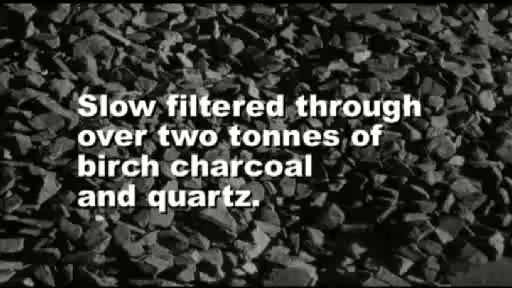 Slow filtered through
over two tonnes of
birch charcoal
and quartz.